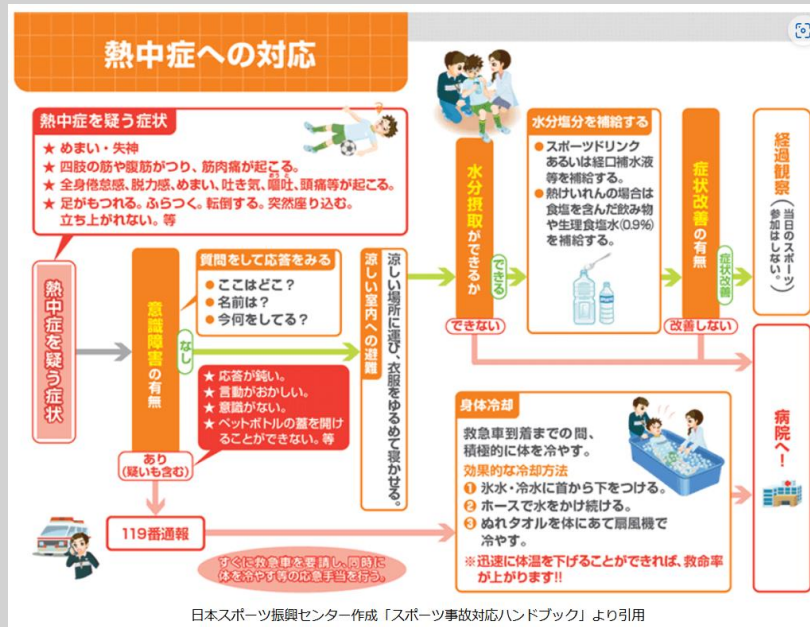 熱中症への対応
熱中症を疑う症状
★ めまい・失神
★ 四肢の筋や腹筋がつり、筋肉痛が起こる。
★ 全身倦怠感、脱力感、めまい、吐き気、嘔吐、頭痛等が起こる。
おうと
★ 足がもつれる。ふらつく。転倒する。突然座り込む。
立ち上がれない。等
熱中症を疑う症状
意識障害の有無
質問をして応答をみる
● ここはどこ？
● 名前は？
● 今何をしてる？
なし
★ 応答が鈍い。
★ 言動がおかしい。
★ 意識がない。
★ ペットボトルの蓋を開け
ることができない。等
あり
(疑いも含む)
119番通報
すぐに救急車を要請し、同時に
体を冷やす等の応急手当を行う。
涼しい室内への避難
涼しい場所に運び、衣服をゆるめて寝かせる。
水分摂取ができるか
できる
できない
水分塩分を補給する
● スポーツドリンク
あるいは経口補水液
等を補給する。
● 熱けいれんの場合は
食塩を含んだ飲み物
や生理食塩水(0.9%)
を補給する。
症状改善の有無
症状改善
改善しない
経過観察
(当日のスポーツ
参加はしない。)
身体冷却
救急車到着までの間、
積極的に体を冷やす。
効果的な冷却方法
❶ 氷水・冷水に首から下をつける。
❷ ホースで水をかけ続ける。
❸ ぬれタオルを体にあて扇風機で
冷やす。
※迅速に体温を下げることができれば、救命率
が上がります!!
病院へ!
日本スポーツ振興センター作成「スポーツ事故対応ハンドブック」より引用